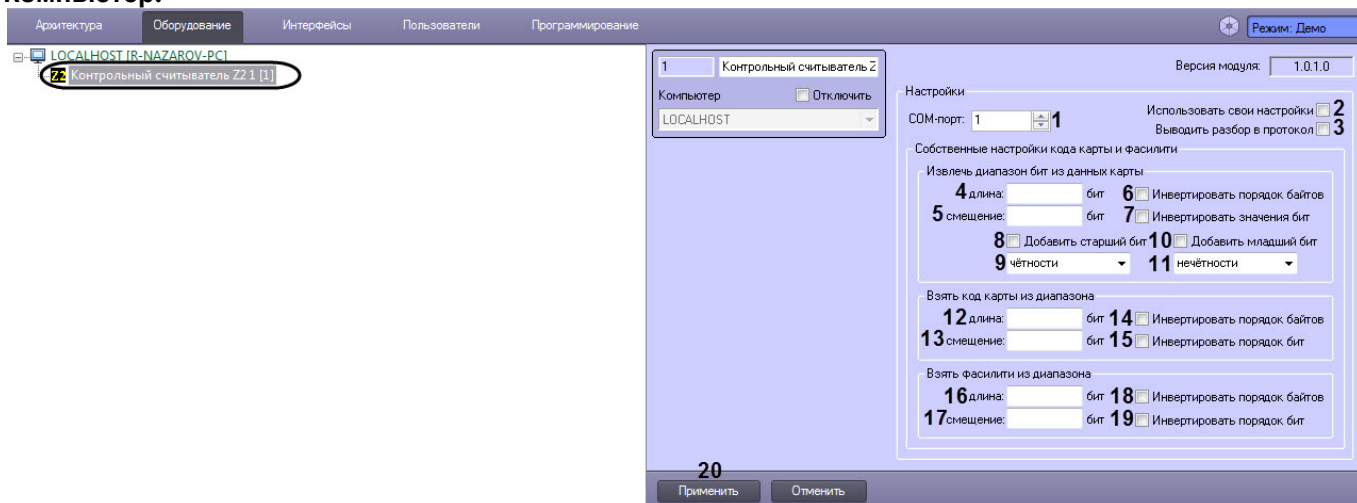 компьютер.
Архитектура Оборудование Интерфейсы Пользователи Программирование Режим: Демо
LOCALHOST [R-NAZAROV-PC]
Z2 Контрольный считыватель Z2 1 [1]
1 Контрольный считыватель Z
Версия модуля: 1.0.1.0
Компьютер Отключить
LOCALHOST
Настройки
COM-порт: 1 1
Использовать свои настройки 2
Выводить разбор в протокол 3
Собственные настройки кода карты и фасилити
Извлечь диапазон бит из данных карты
4 длина: бит 6 Инвертировать порядок байтов
5 смещение: бит 7 Инвертировать значения бит
8 Добавить старший бит 10 Добавить младший бит
9 чётности 11 нечётности
Взять код карты из диапазона
12 длина: бит 14 Инвертировать порядок байтов
13 смещение: бит 15 Инвертировать порядок бит
Взять фасилити из диапазона
16 длина: бит 18 Инвертировать порядок байтов
17 смещение: бит 19 Инвертировать порядок бит
20
Применить Отменить